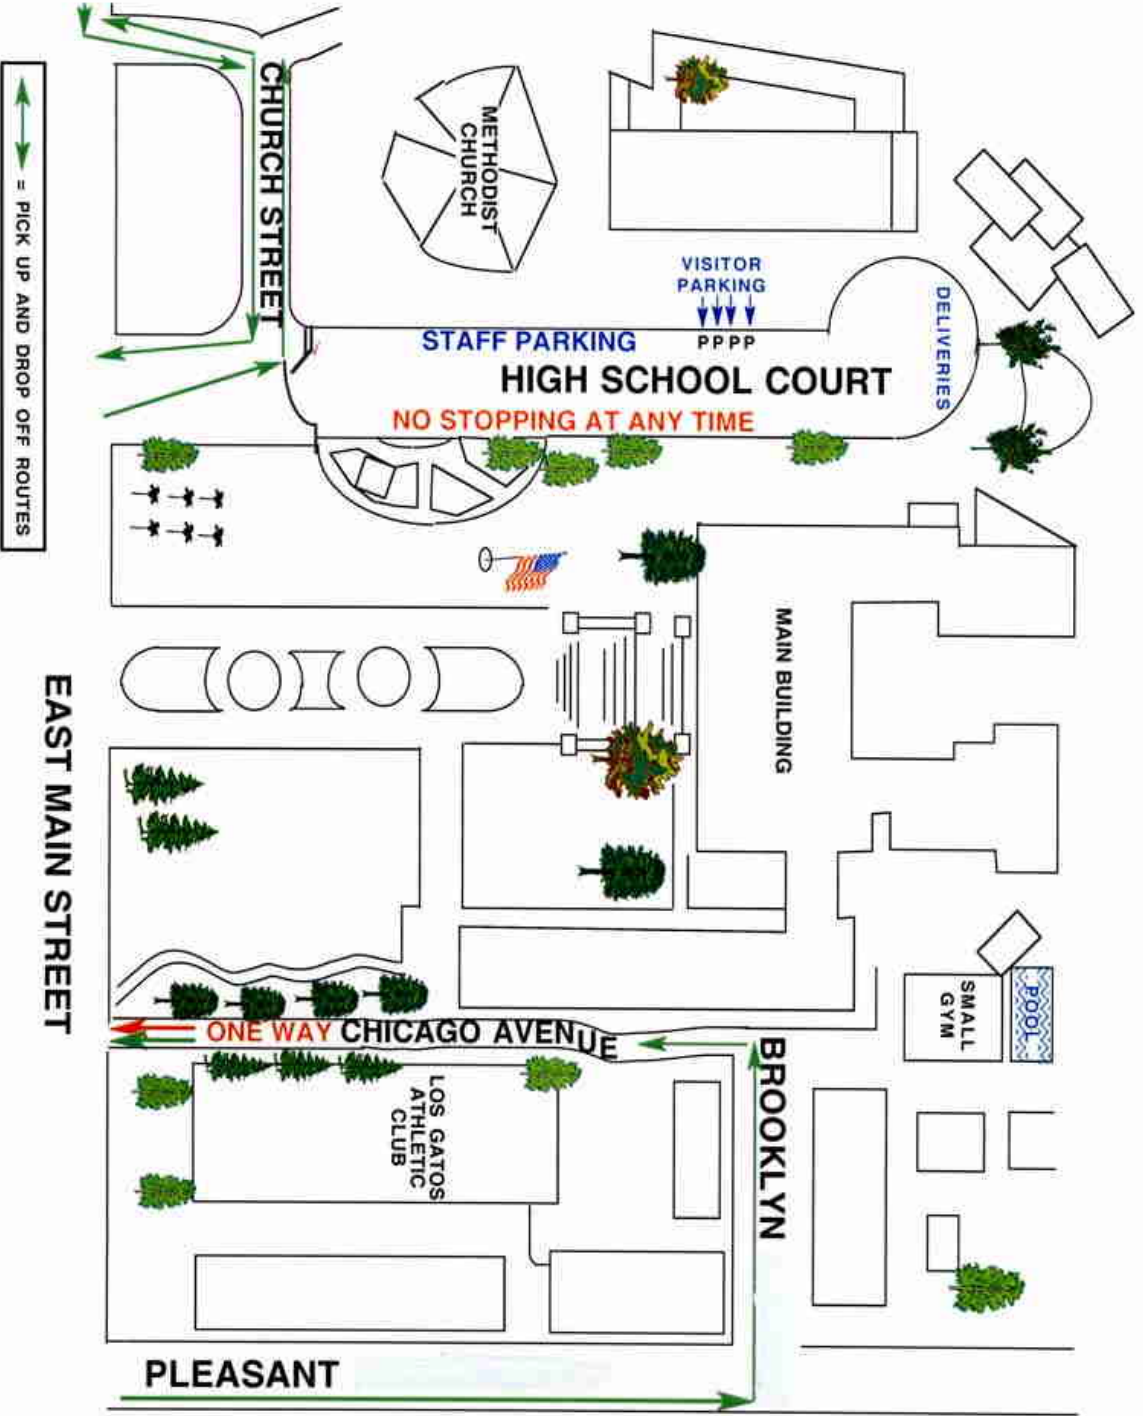 CHURCH STREET
METHODIST
CHURCH
VISITOR
PARKING
PPPP
STAFF PARKING
HIGH SCHOOL COURT
NO STOPPING AT ANY TIME
DELIVERIES
= PICK UP AND DROP OFF ROUTES
MAIN BUILDING
EAST MAIN STREET
POOL
SMALL
GYM
ONE WAY CHICAGO AVENUE
BROOKLYN
LOS GATOS
ATHLETIC
CLUB
PLEASANT